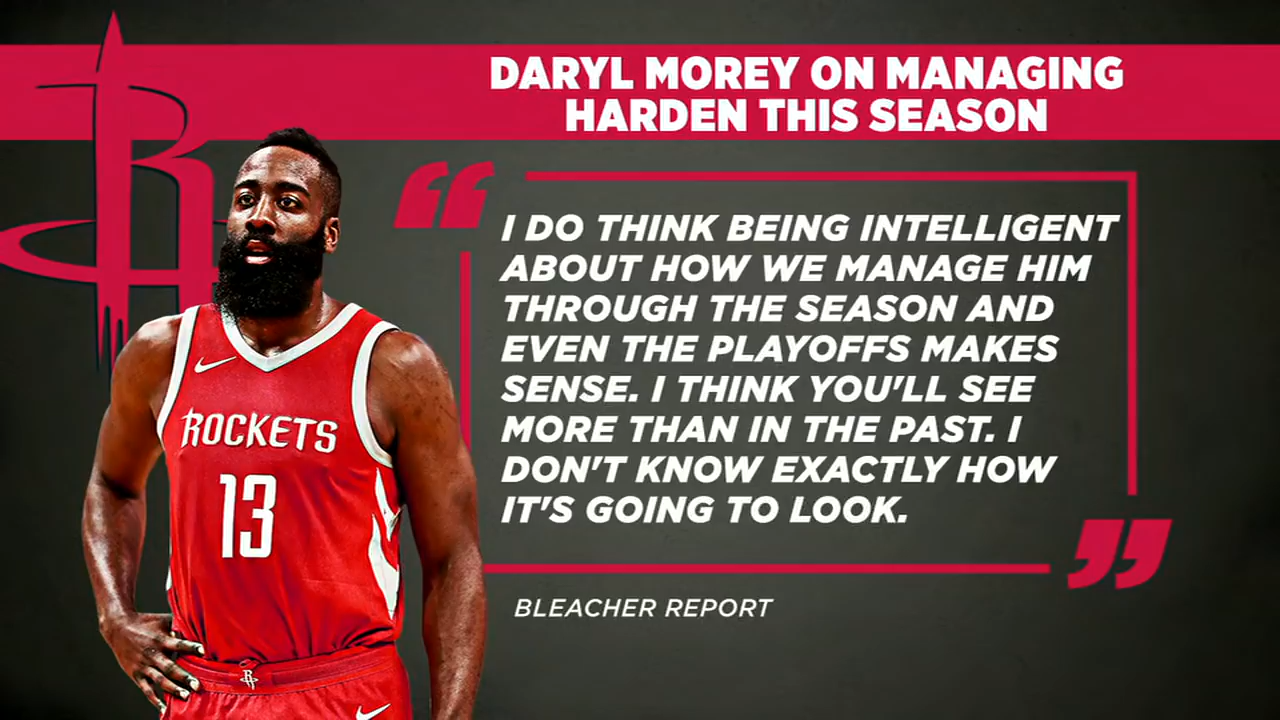 DARYL MOREY ON MANAGING
HARDEN THIS SEASON
“
I DO THINK BEING INTELLIGENT
ABOUT HOW WE MANAGE HIM
THROUGH THE SEASON AND
EVEN THE PLAYOFFS MAKES
SENSE. I THINK YOU'LL SEE
MORE THAN IN THE PAST. I
DON'T KNOW EXACTLY HOW
IT'S GOING TO LOOK.
”
BLEACHER REPORT
ROCKETS
13
R